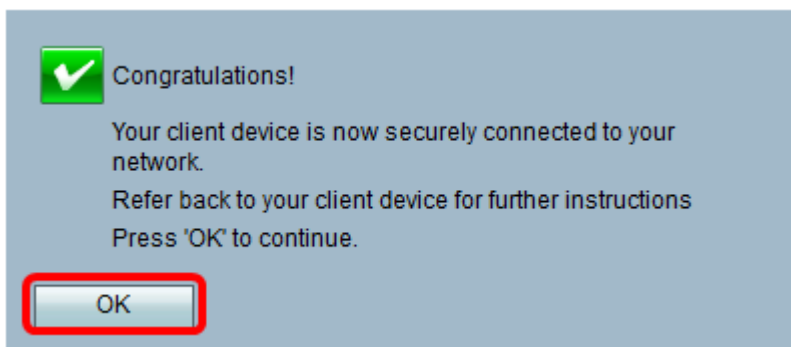 Congratulations!
Your client device is now securely connected to your
network.
Refer back to your client device for further instructions
Press 'OK' to continue.
OK